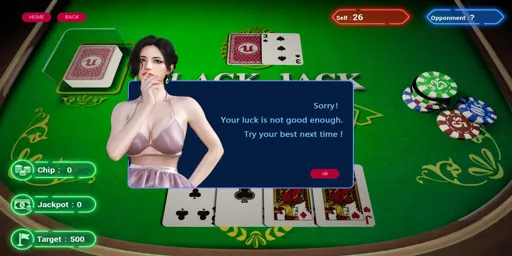 HOME
BACK
Self : 26
Opponment : ?
BLACK JACK
Sorry!
Your luck is not good enough.
Try your best next time !
ok
Chip : 0
Jackpot : 0
Target : 500